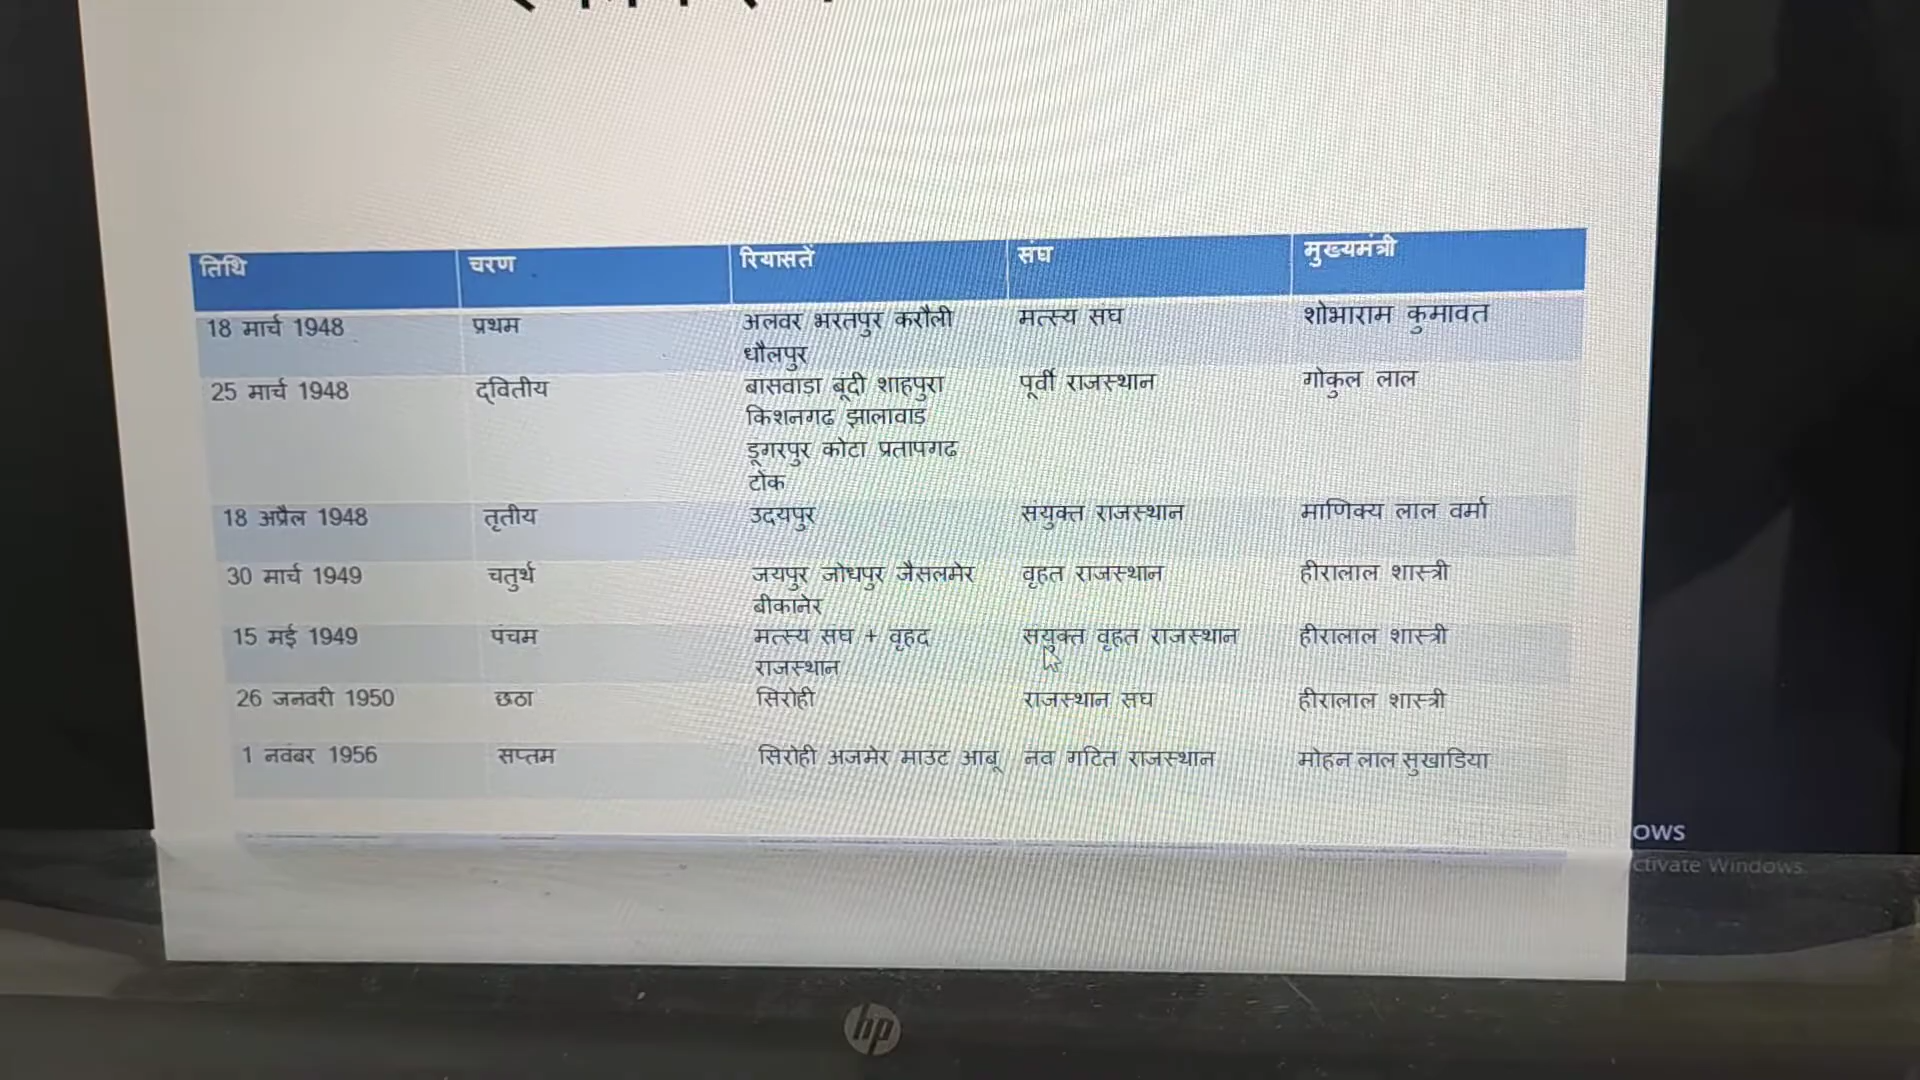 तिथि चरण रियासतें संघ मुख्यमंत्री
18 मार्च 1948 प्रथम अलवर भरतपुर करौली मत्स्य संघ शोभाराम कुमावत
धौलपुर
25 मार्च 1948 द्वितीय बासवाडा बूदी शाहपुरा पूर्वी राजस्थान गोकुल लाल
किशनगढ झालावाड
डूगरपुर कोटा प्रतापगढ
टोक
18 अप्रैल 1948 तृतीय उदयपुर संयुक्त राजस्थान माणिक्य लाल वर्मा
30 मार्च 1949 चतुर्थ जयपुर जोधपुर जैसलमेर वृहत राजस्थान हीरालाल शास्त्री
बीकानेर
15 मई 1949 पंचम मत्स्य संघ + वृहद संयुक्त वृहत राजस्थान हीरालाल शास्त्री
राजस्थान
26 जनवरी 1950 छठा सिरोही राजस्थान संघ हीरालाल शास्त्री
1 नवंबर 1956 सप्तम सिरोही अजमेर माउंट आबू नव गटित राजस्थान मोहन लाल सुखाडिया
ows
ctivate Windows.
hp